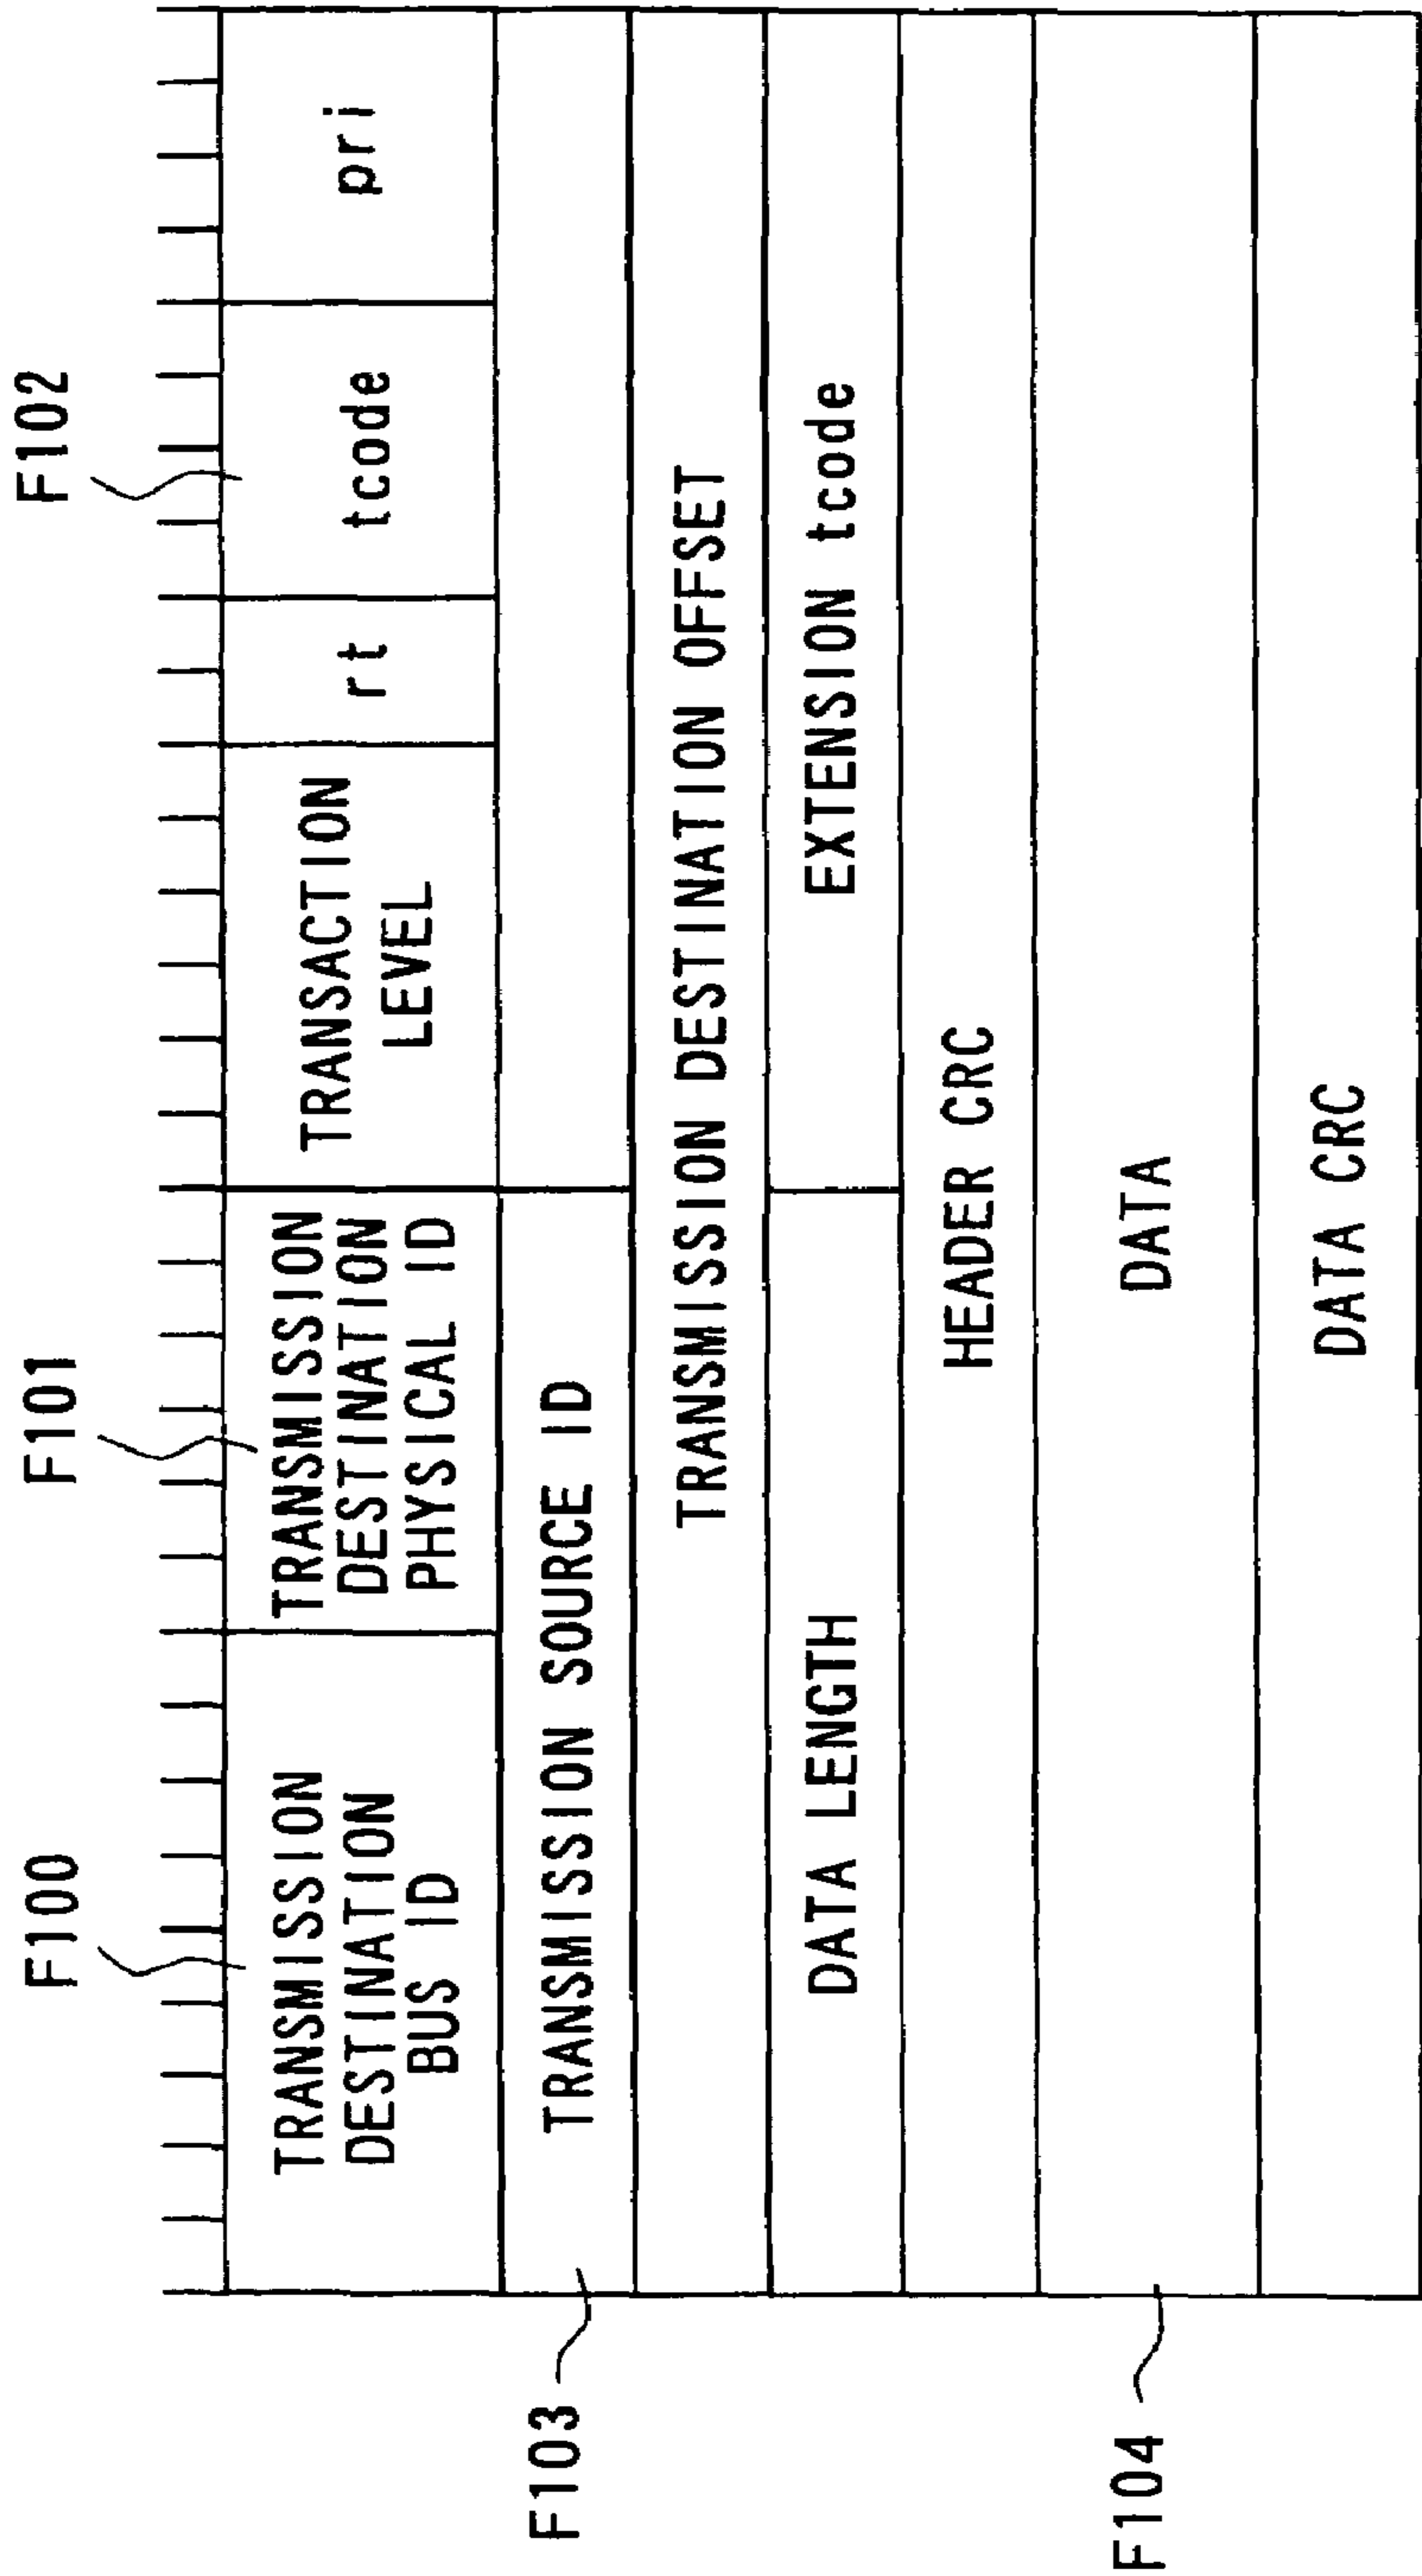 F100
F101
F102
TRANSMISSION
DESTINATION
BUS ID
TRANSMISSION
DESTINATION
PHYSICAL ID
TRANSACTION
LEVEL
rt
tcode
pri
F103
TRANSMISSION SOURCE ID
TRANSMISSION DESTINATION OFFSET
DATA LENGTH
EXTENSION tcode
HEADER CRC
F104
DATA
DATA CRC